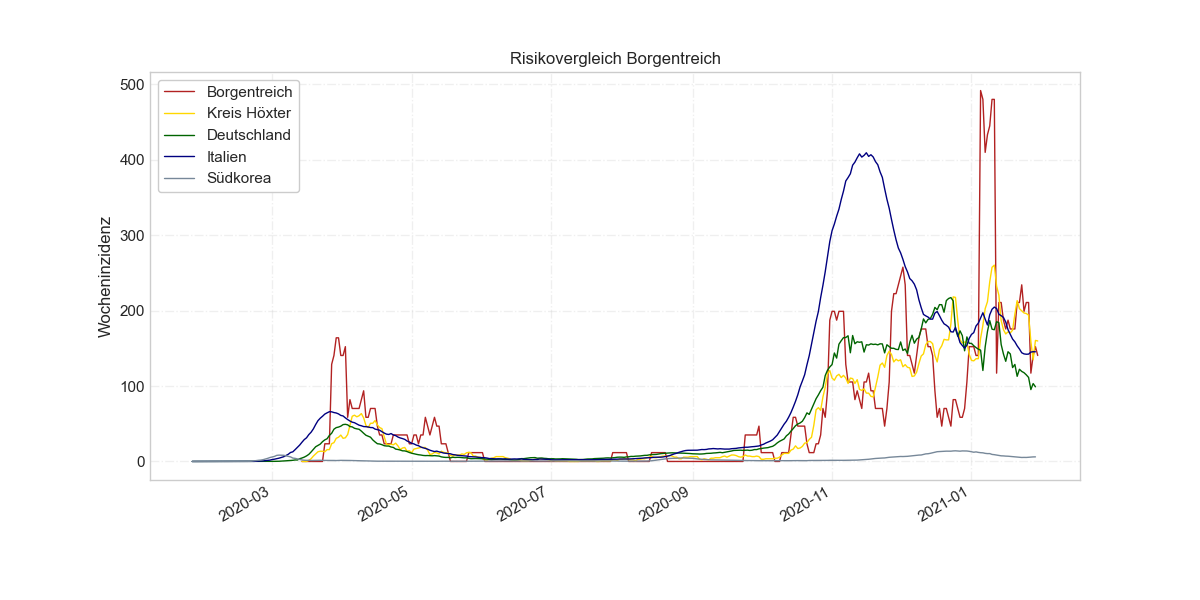 Risikovergleich Borgentreich
Borgentreich
Kreis Höxter
Deutschland
Italien
Südkorea
Wocheninzidenz
500
400
300
200
100
0
2020-03
2020-05
2020-07
2020-09
2020-11
2021-01